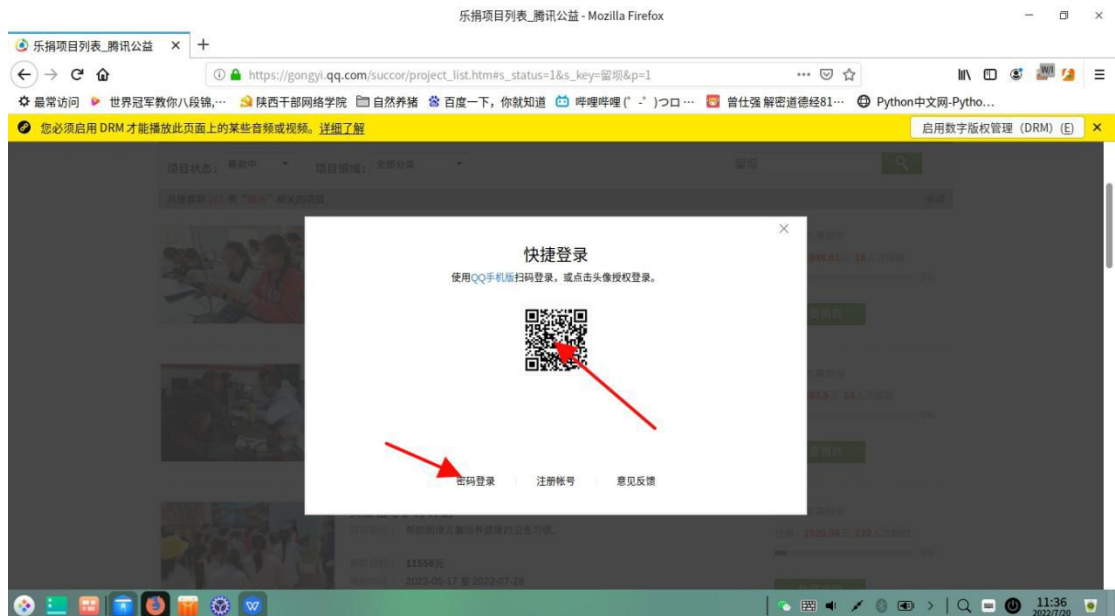 乐捐项目列表_腾讯公益 - Mozilla Firefox
乐捐项目列表_腾讯公益
https://gongyi.qq.com/succor/project_list.htm#s_status=1&s_key=留坝&p=1
最常访问 世界冠军教你八段锦,… 陕西干部网络学院 自然养猪 百度一下，你就知道 哔哩哔哩 (゜-゜)つロ… 曾仕强 解密道德经81… Python中文网-Pytho…
您必须启用 DRM 才能播放此页面上的某些音频或视频。详细了解 启用数字版权管理（DRM）(E)
项目状态： 募款中 项目领域： 全部分类 留坝
快捷登录
使用QQ手机版扫码登录，或点击头像授权登录。
密码登录 注册帐号 意见反馈
11556元
2022-05-17 至 2022-07-28
11:36
2022/7/20